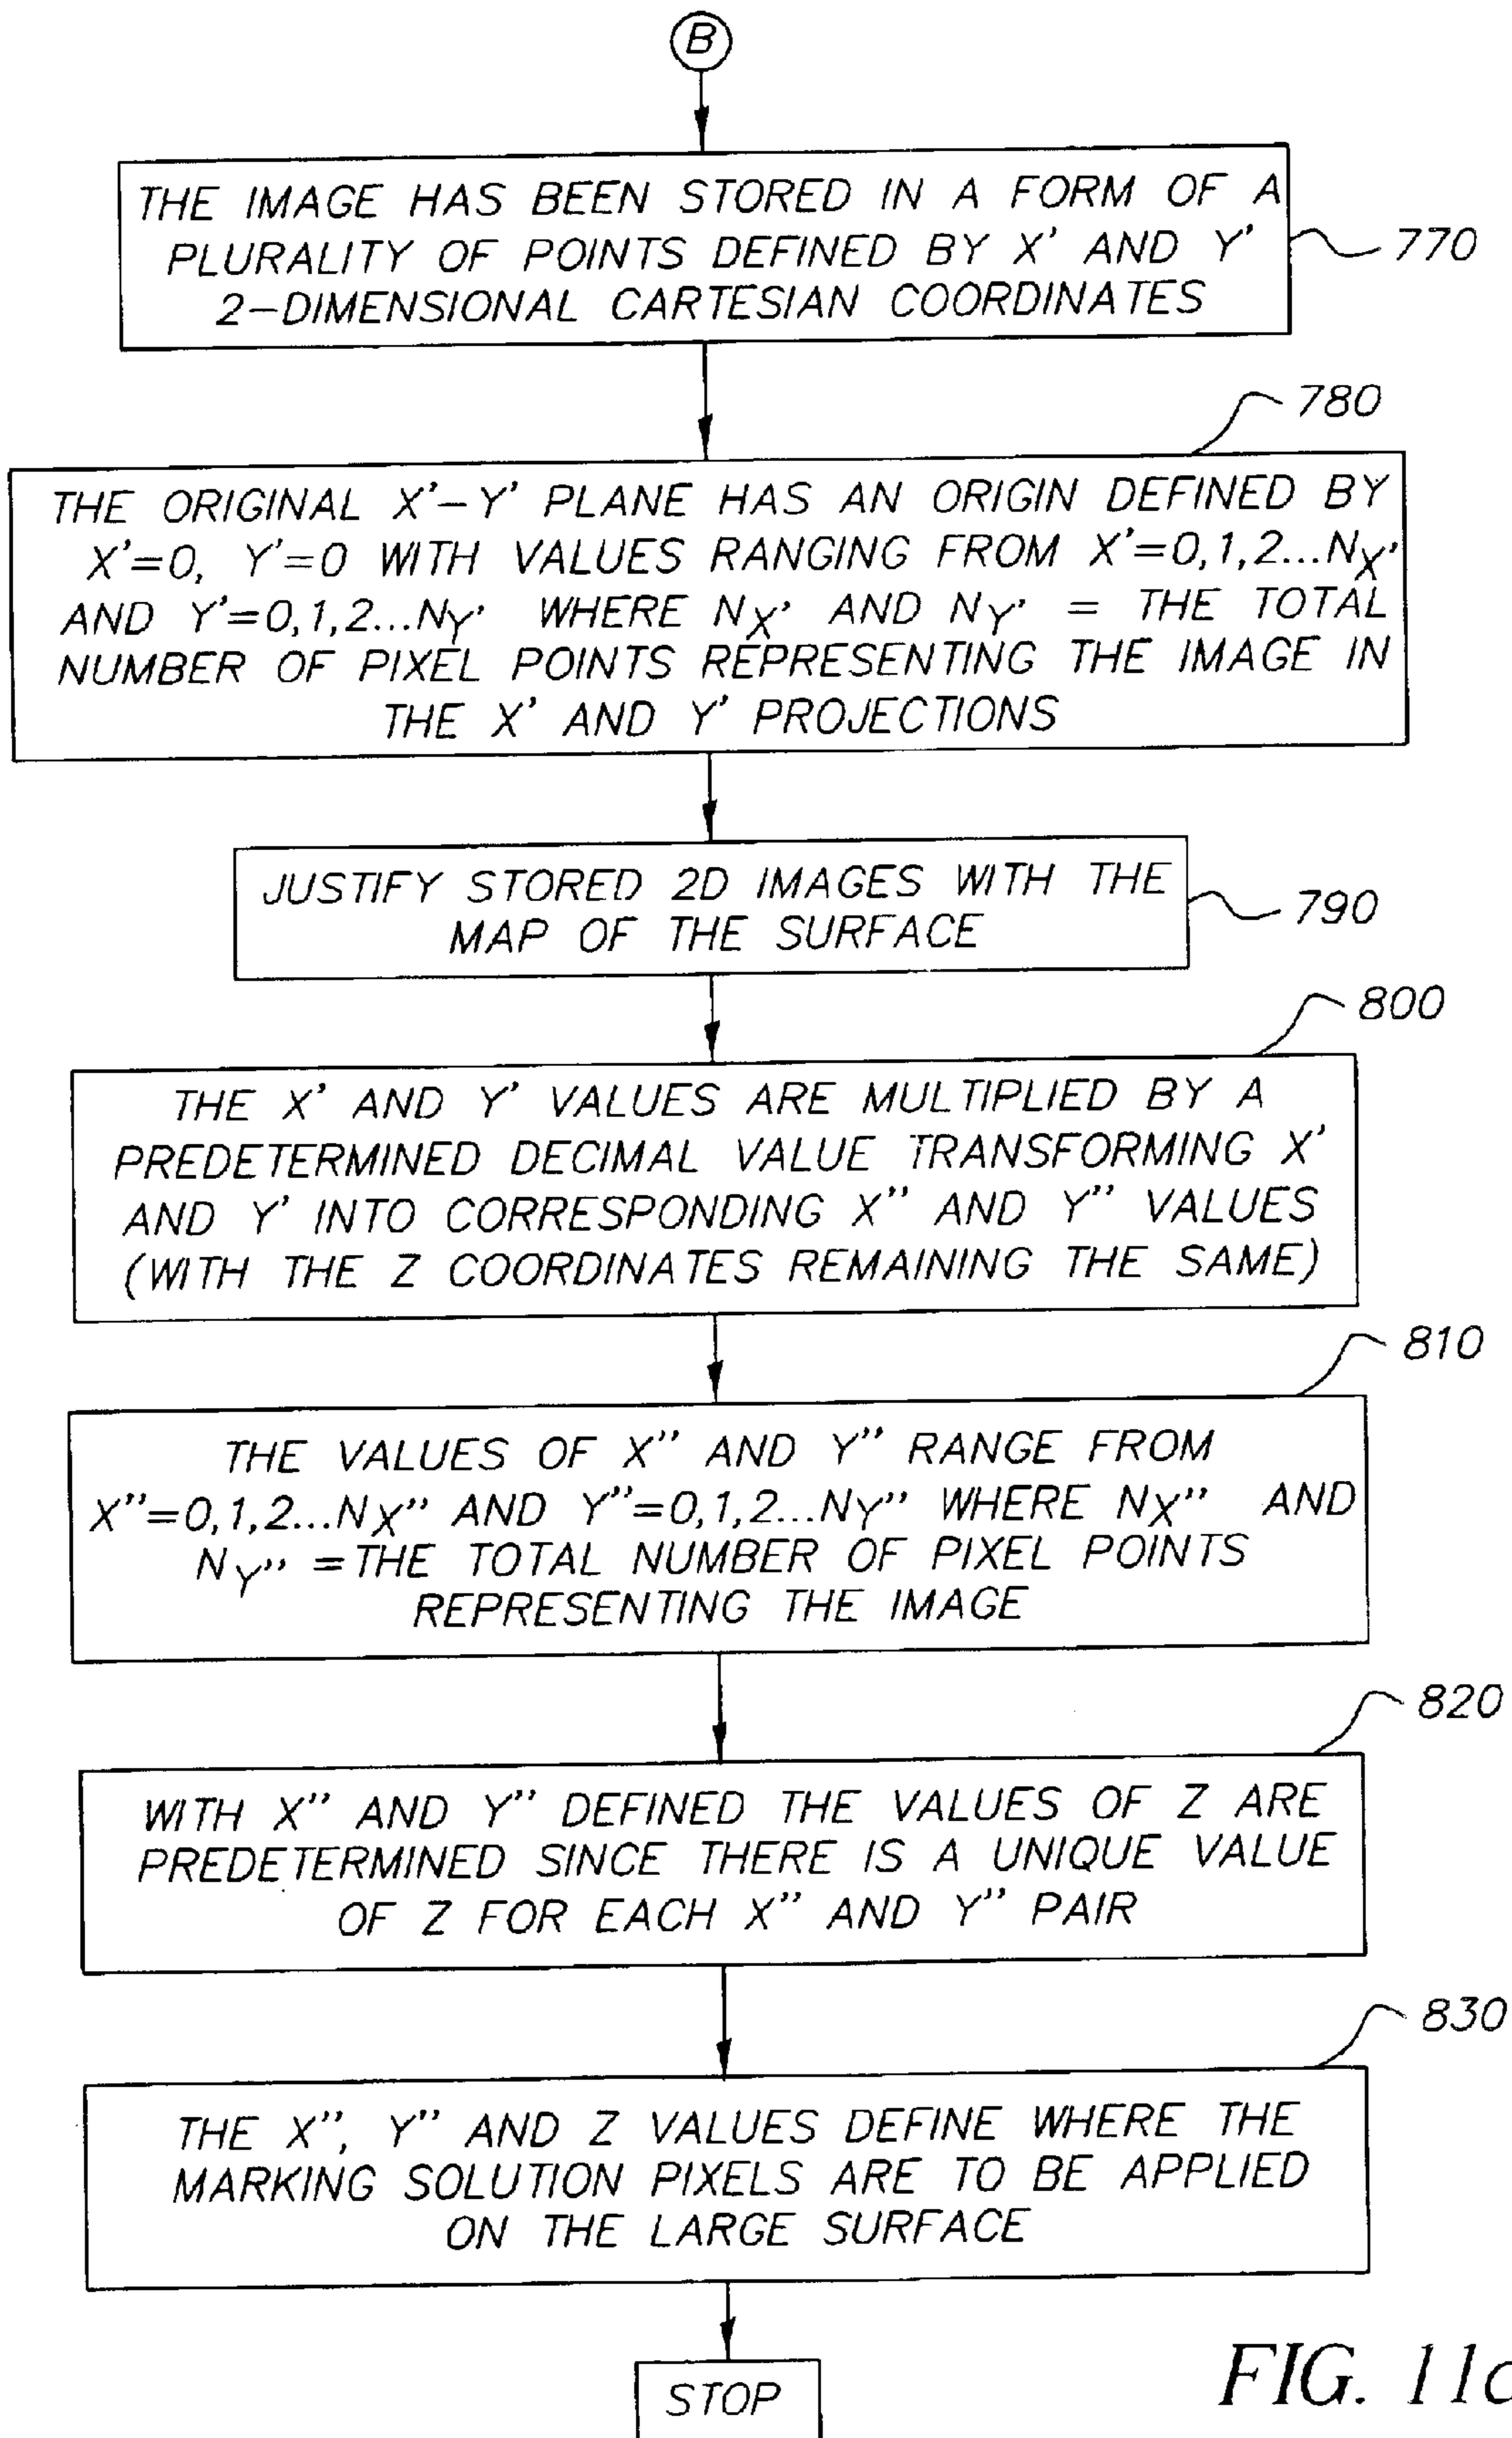 B
THE IMAGE HAS BEEN STORED IN A FORM OF A
PLURALITY OF POINTS DEFINED BY X' AND Y'
2-DIMENSIONAL CARTESIAN COORDINATES
770
780
THE ORIGINAL X'-Y' PLANE HAS AN ORIGIN DEFINED BY
X'=0, Y'=0 WITH VALUES RANGING FROM X'=0,1,2...NX'
AND Y'=0,1,2...NY' WHERE NX' AND NY' = THE TOTAL
NUMBER OF PIXEL POINTS REPRESENTING THE IMAGE IN
THE X' AND Y' PROJECTIONS
JUSTIFY STORED 2D IMAGES WITH THE
MAP OF THE SURFACE
790
800
THE X' AND Y' VALUES ARE MULTIPLIED BY A
PREDETERMINED DECIMAL VALUE TRANSFORMING X'
AND Y' INTO CORRESPONDING X" AND Y" VALUES
(WITH THE Z COORDINATES REMAINING THE SAME)
810
THE VALUES OF X" AND Y" RANGE FROM
X"=0,1,2...NX" AND Y"=0,1,2...NY" WHERE NX" AND
NY" =THE TOTAL NUMBER OF PIXEL POINTS
REPRESENTING THE IMAGE
820
WITH X" AND Y" DEFINED THE VALUES OF Z ARE
PREDETERMINED SINCE THERE IS A UNIQUE VALUE
OF Z FOR EACH X" AND Y" PAIR
830
THE X", Y" AND Z VALUES DEFINE WHERE THE
MARKING SOLUTION PIXELS ARE TO BE APPLIED
ON THE LARGE SURFACE
STOP
FIG.